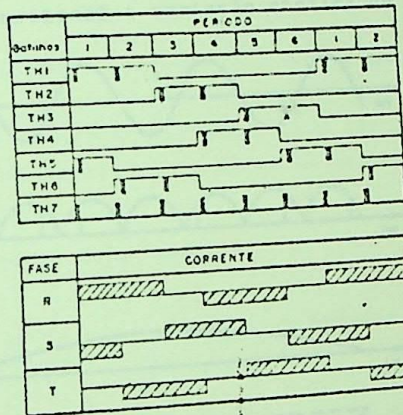 PERÍODO
Gatilhos 1 2 3 4 5 6 1 2
TH1
TH2
TH3
TH4
TH5
TH6
TH7
FASE CORRENTE
R
S
T